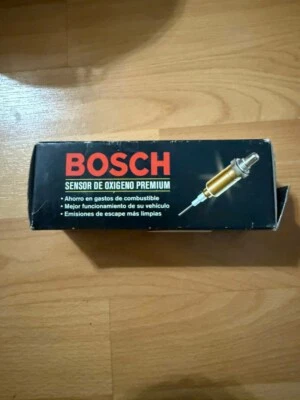 BOSCH
SENSOR DE OXIGENO PREMIUM
• Ahorro en gastos de combustible
• Mejor funcionamiento de su vehículo
• Emisiones de escape más limpias